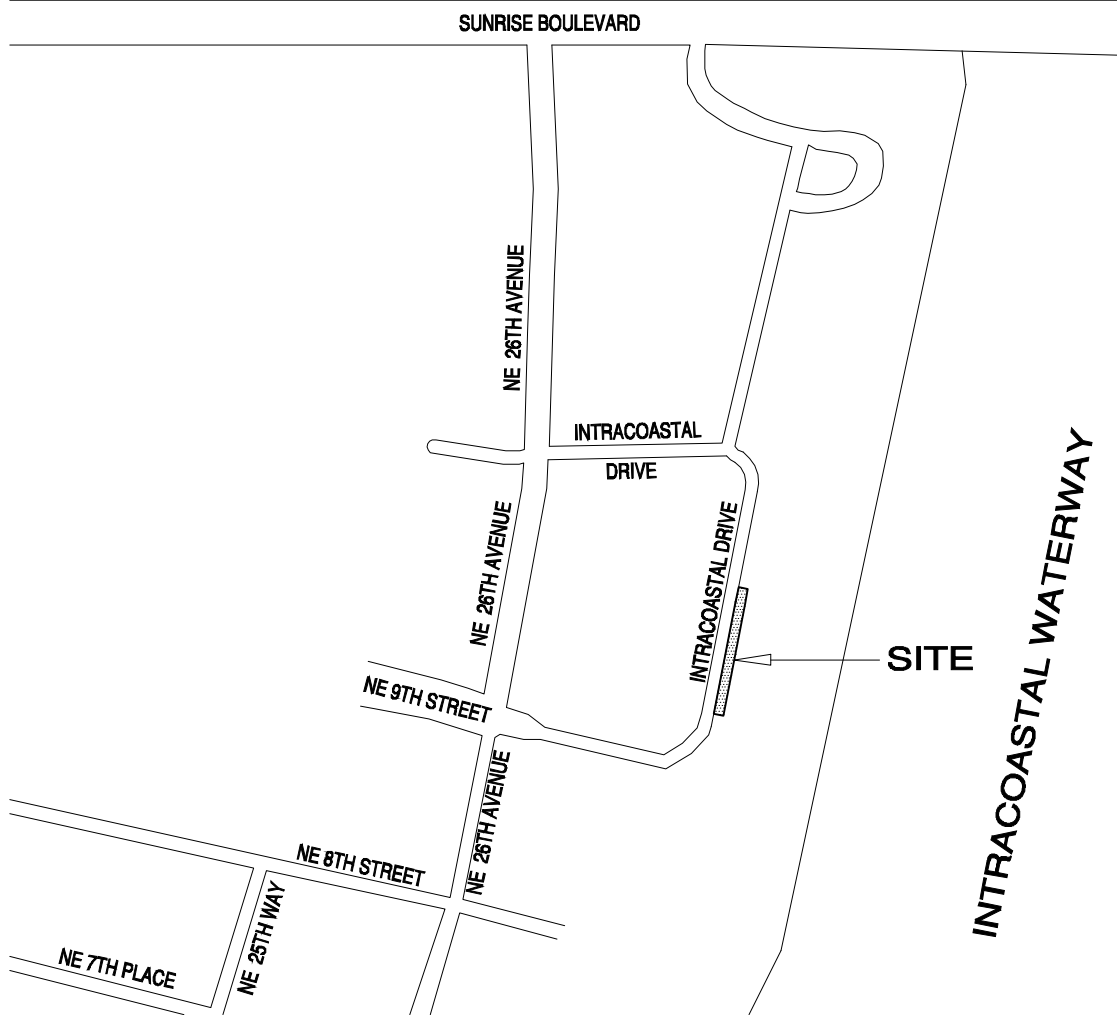 SUNRISE BOULEVARD
NE 26TH AVENUE
INTRACOASTAL
DRIVE
INTRACOASTAL WATERWAY
NE 26TH AVENUE
INTRACOASTAL DRIVE
SITE
NE 9TH STREET
NE 26TH AVENUE
NE 8TH STREET
NE 25TH WAY
NE 7TH PLACE